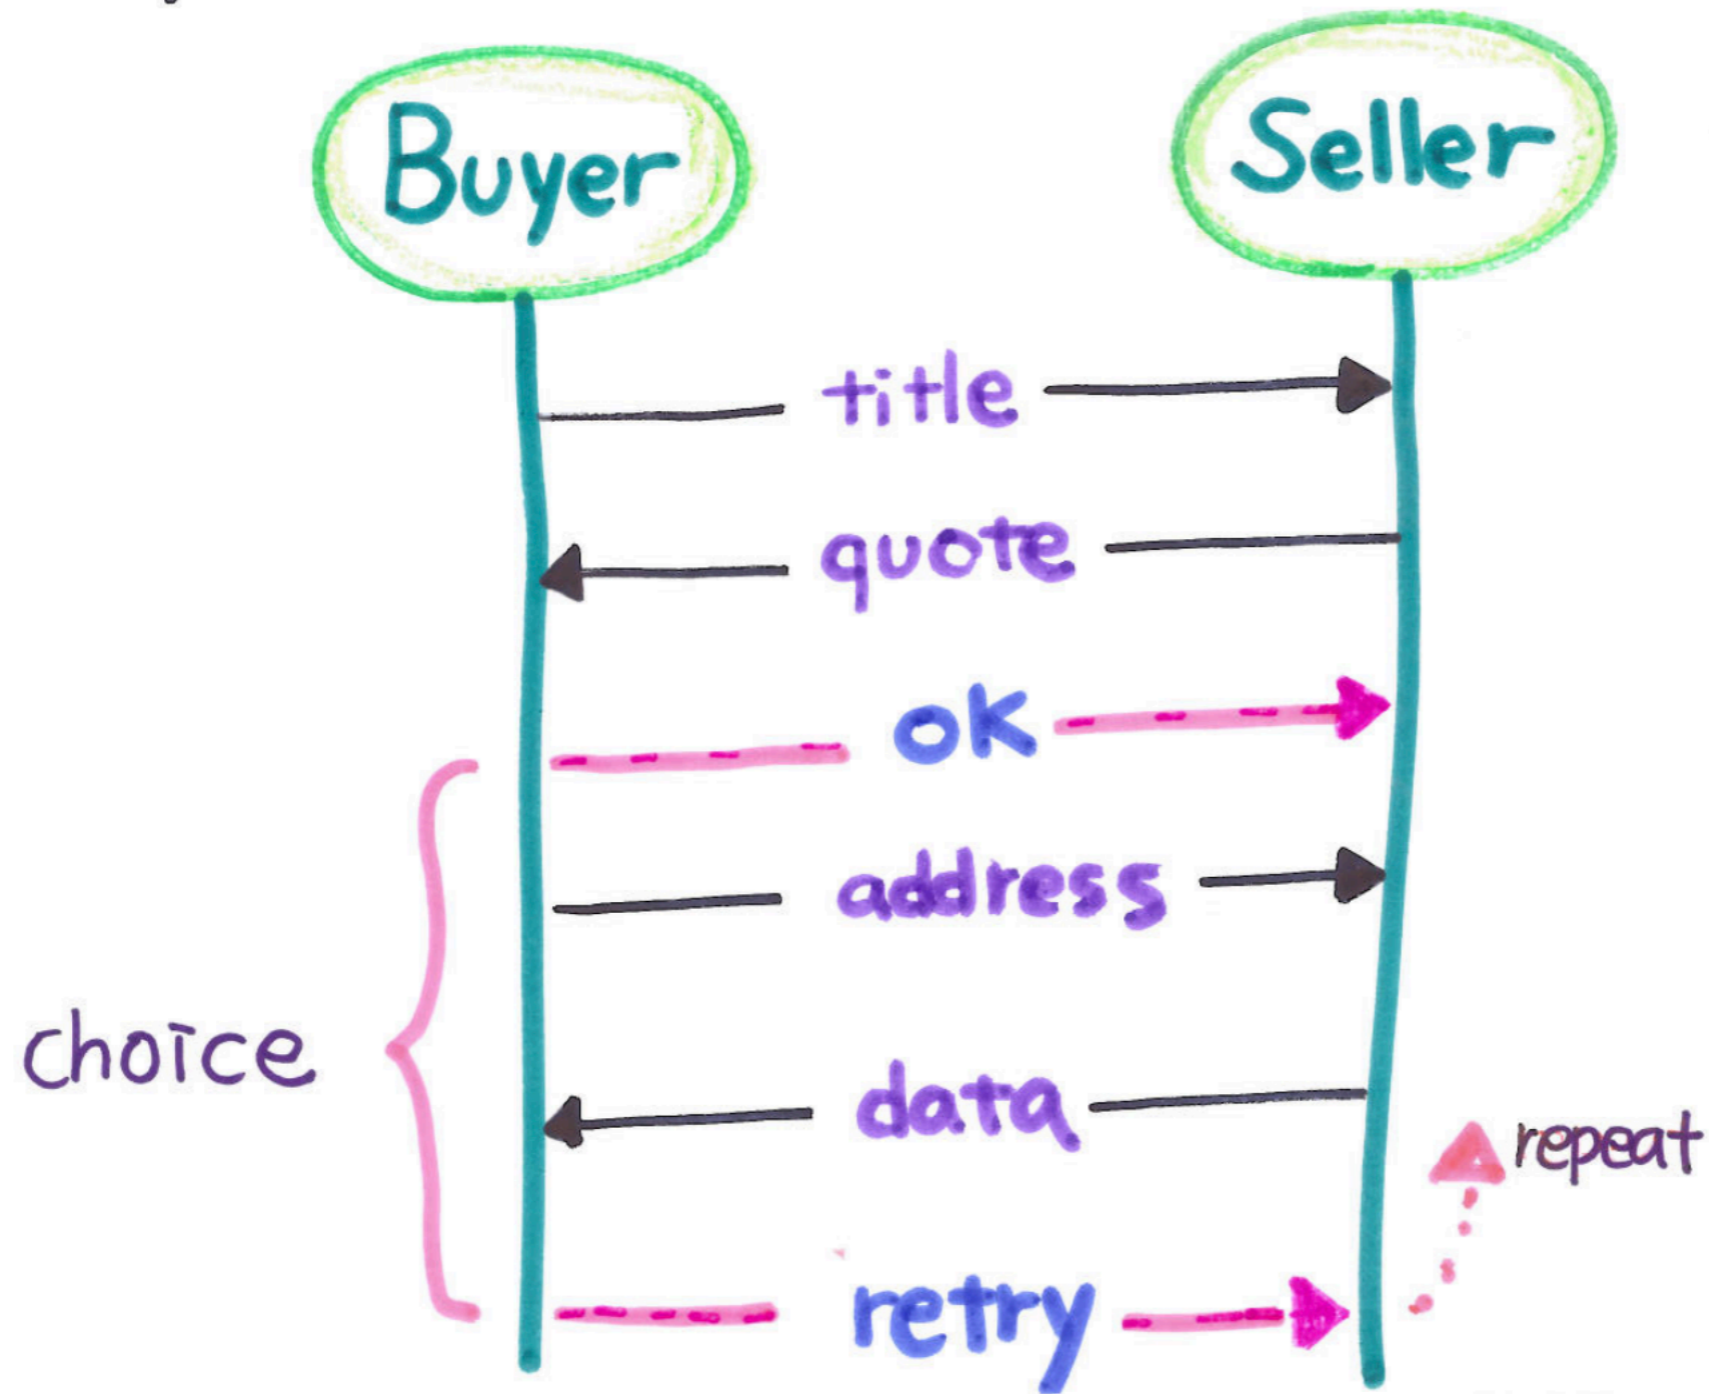 Buyer
Seller
title
quote
ok
address
choice
data
repeat
retry